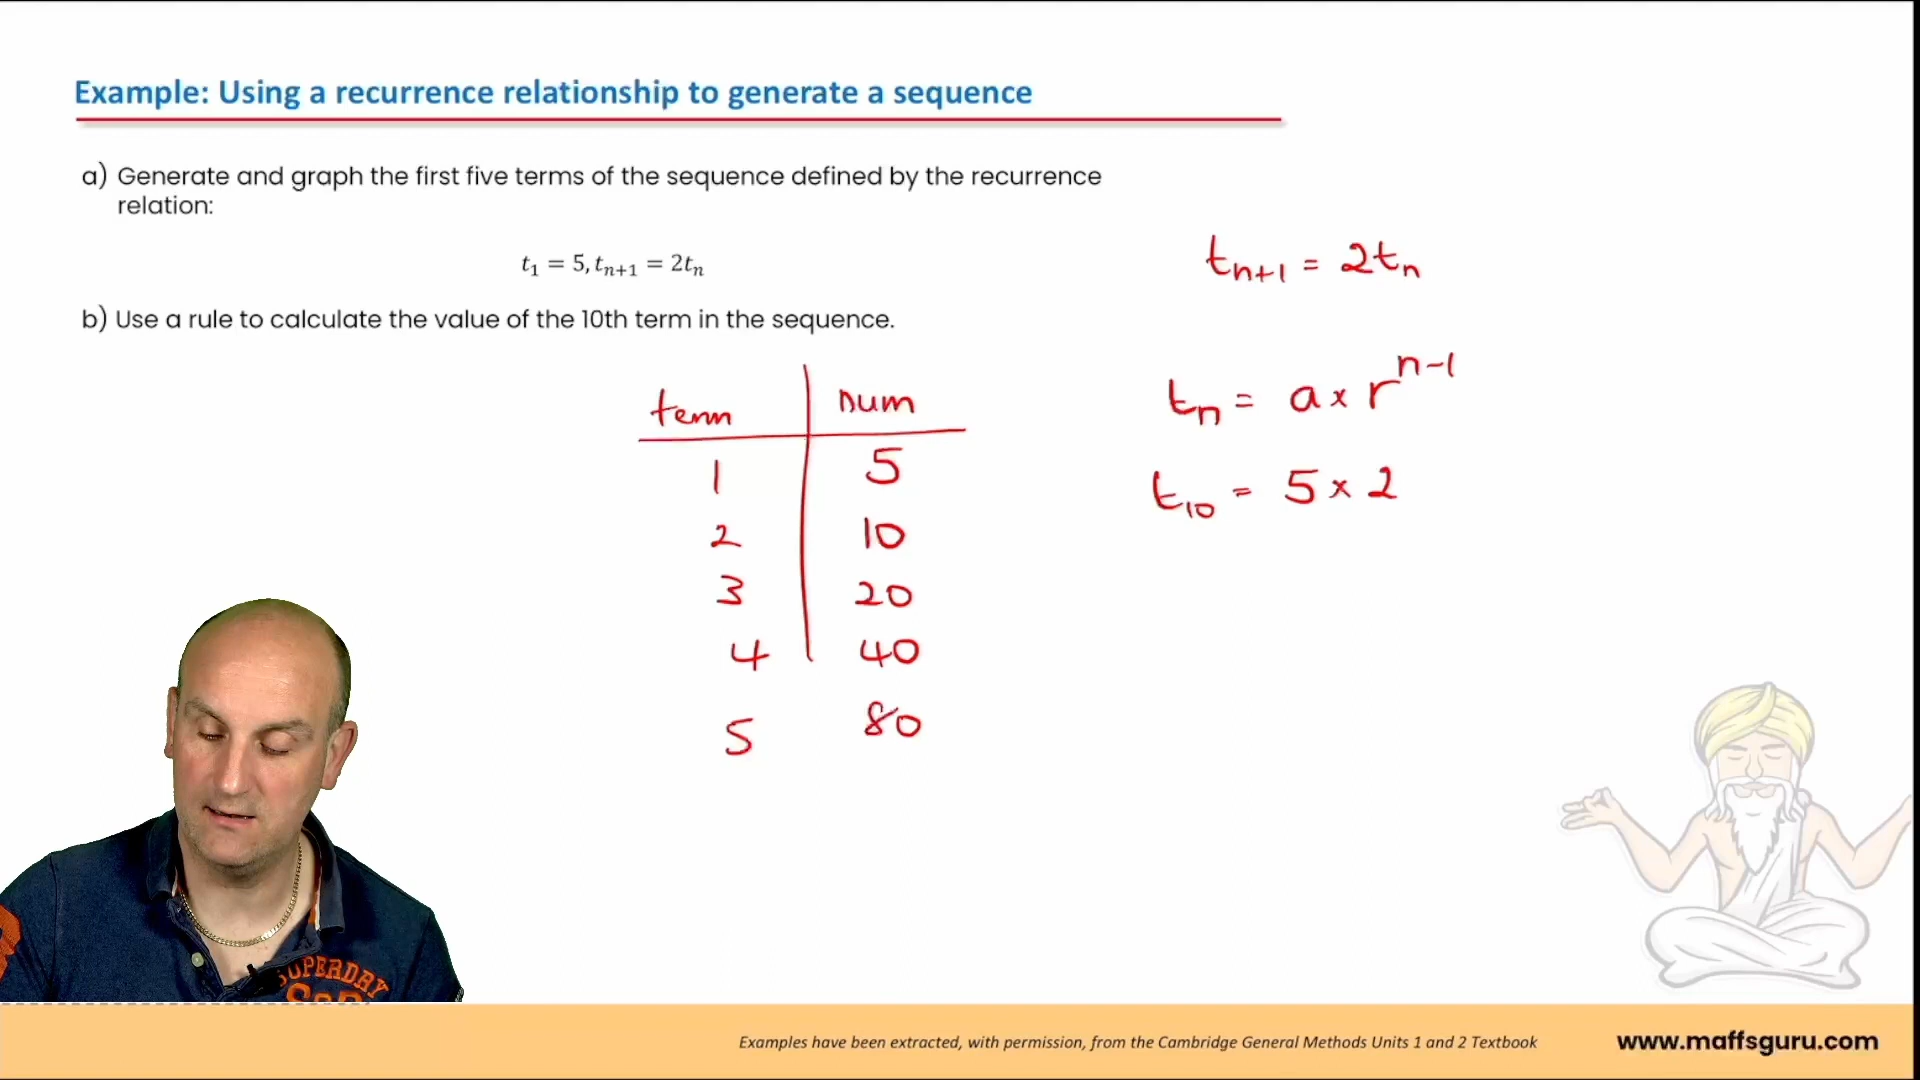 Example: Using a recurrence relationship to generate a sequence
a) Generate and graph the first five terms of the sequence defined by the recurrence
relation:
t₁ = 5, tₙ₊₁ = 2tₙ
b) Use a rule to calculate the value of the 10th term in the sequence.
term num
1 5
2 10
3 20
4 40
5 80
tₙ₊₁ = 2tₙ
tₙ = a × rⁿ⁻¹
t₁₀ = 5 × 2
SUPERDRY
Examples have been extracted, with permission, from the Cambridge General Methods Units 1 and 2 Textbook
www.maffsguru.com